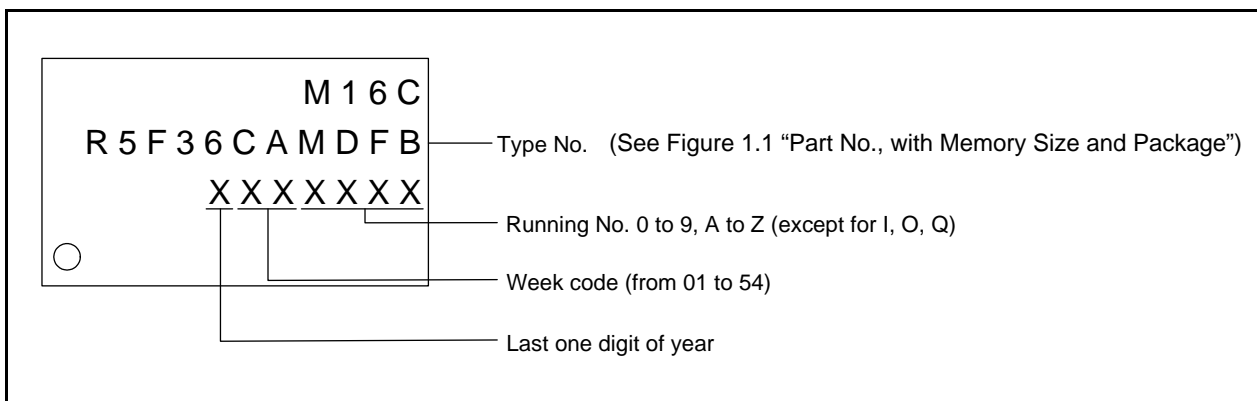 M16C
R5F36CAMDFB
Type No. (See Figure 1.1 “Part No., with Memory Size and Package”)
XXXXXXX
Running No. 0 to 9, A to Z (except for I, O, Q)
Week code (from 01 to 54)
Last one digit of year